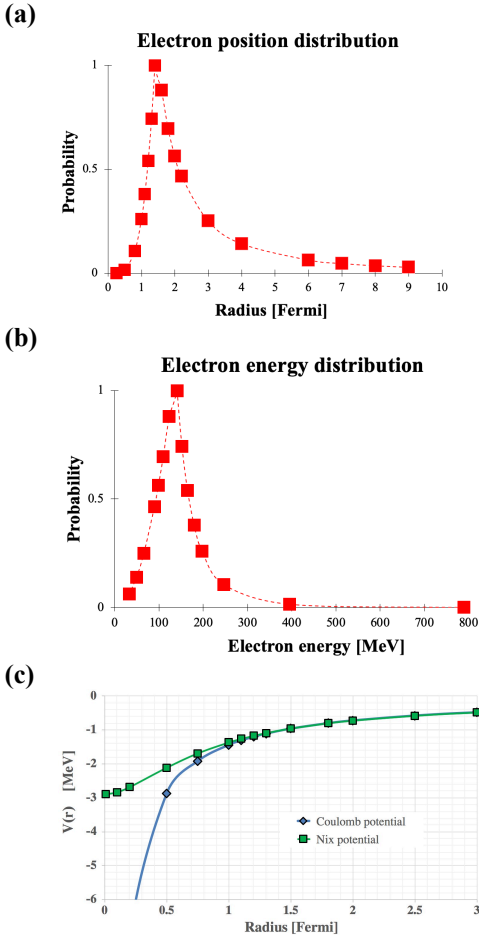 (a)
Electron position distribution
1
0.5
0
Probability
0 1 2 3 4 5 6 7 8 9 10
Radius [Fermi]
(b)
Electron energy distribution
1
0.5
0
Probability
0 100 200 300 400 500 600 700 800
Electron energy [MeV]
(c)
0
-1
-2
-3
-4
-5
-6
V(r) [MeV]
Coulomb potential
Nix potential
0 0.5 1 1.5 2 2.5 3
Radius [Fermi]